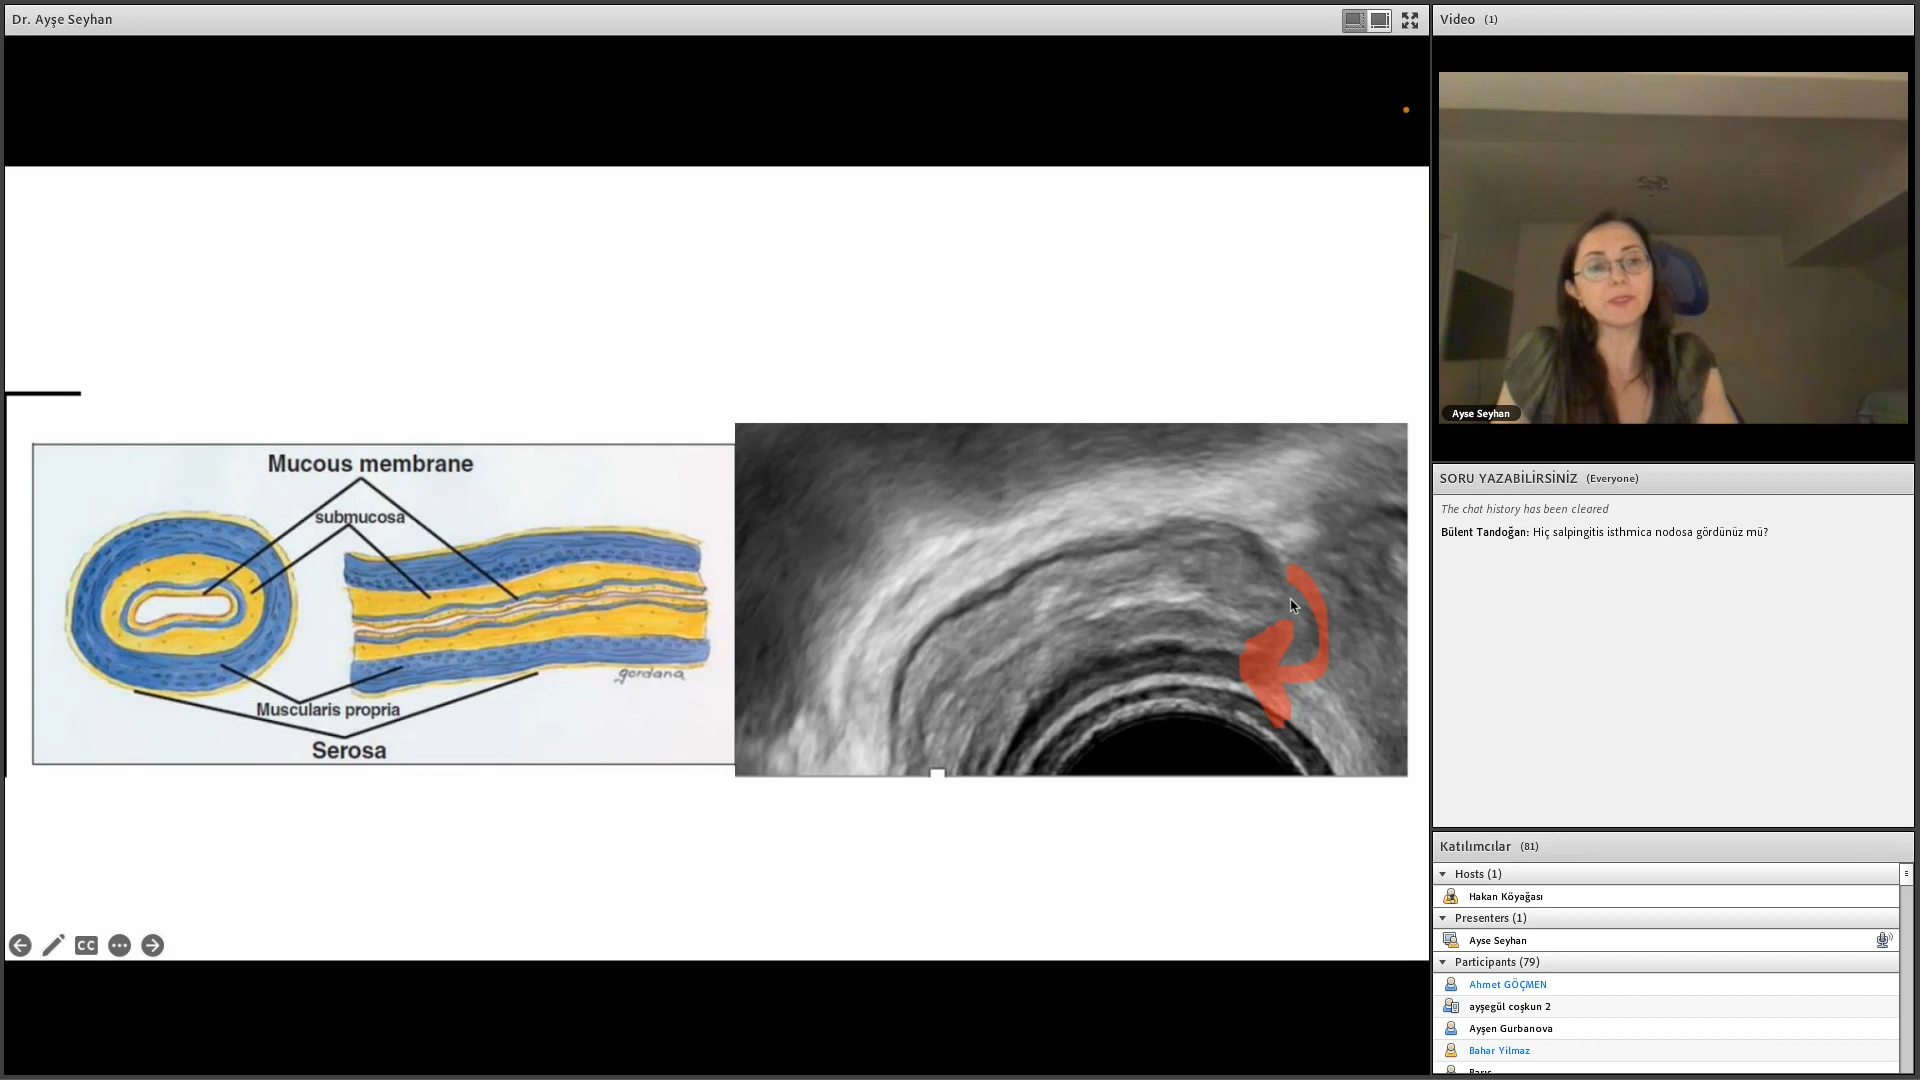 Dr. Ayşe Seyhan
Mucous membrane
submucosa
gordana
Muscularis propria
Serosa
CC
Video (1)
Ayse Seyhan
SORU YAZABİLİRSİNİZ (Everyone)
The chat history has been cleared
Bülent Tandoğan: Hiç salpingitis isthmica nodosa gördünüz mü?
Katılımcılar (81)
Hosts (1)
Hakan Köyağası
Presenters (1)
Ayse Seyhan
Participants (79)
Ahmet GÖÇMEN
ayşegül coşkun 2
Ayşen Gurbanova
Bahar Yilmaz